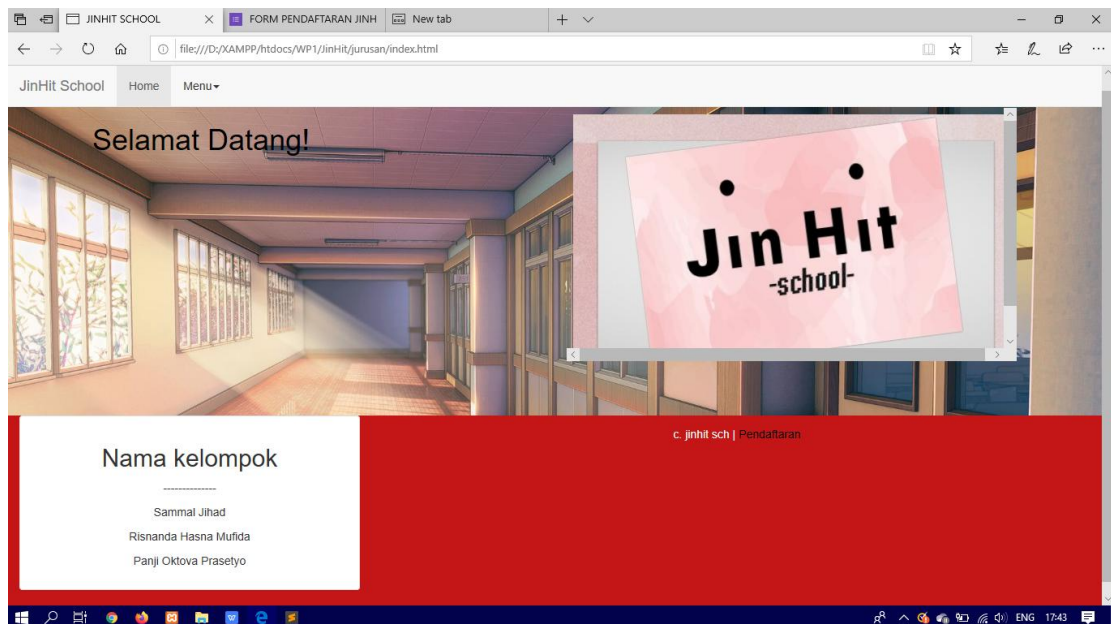 JINHIT SCHOOL
FORM PENDAFTARAN JINH
New tab
file:///D:/XAMPP/htdocs/WP1/JinHit/jurusan/index.html
JinHit School Home Menu
Selamat Datang!
Jin Hit
-school-
c. jinhit sch | Pendaftaran
Nama kelompok
--------------
Sammal Jihad
Risnanda Hasna Mufida
Panji Oktova Prasetyo
ENG 17:43